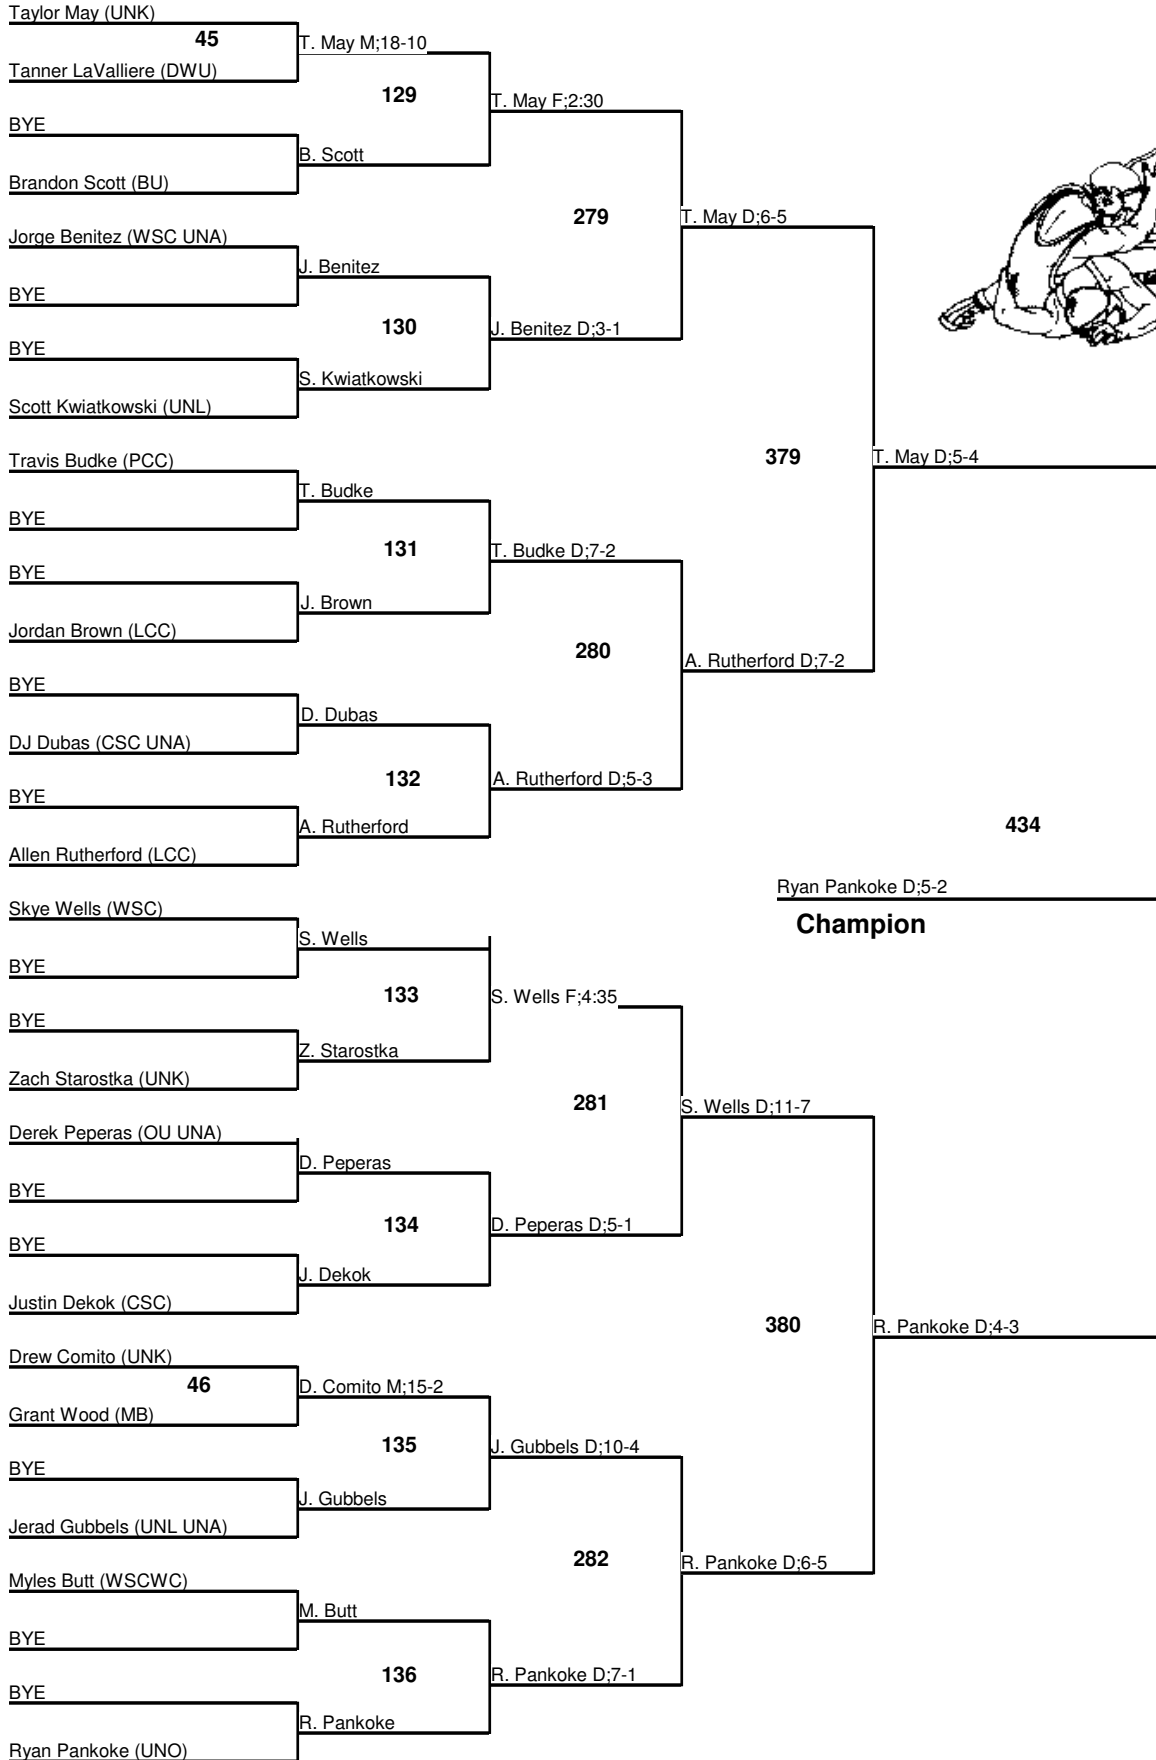 Taylor May (UNK)
45
T. May M;18-10
Tanner LaValliere (DWU)
129
T. May F;2:30
BYE
B. Scott
Brandon Scott (BU)
279
T. May D;6-5
Jorge Benitez (WSC UNA)
J. Benitez
BYE
130
J. Benitez D;3-1
BYE
S. Kwiatkowski
Scott Kwiatkowski (UNL)
379
T. May D;5-4
Travis Budke (PCC)
T. Budke
BYE
131
T. Budke D;7-2
BYE
J. Brown
Jordan Brown (LCC)
280
A. Rutherford D;7-2
BYE
D. Dubas
DJ Dubas (CSC UNA)
132
A. Rutherford D;5-3
BYE
A. Rutherford
Allen Rutherford (LCC)
434
Ryan Pankoke D;5-2
Champion
Skye Wells (WSC)
S. Wells
BYE
133
S. Wells F;4:35
BYE
Z. Starostka
Zach Starostka (UNK)
281
S. Wells D;11-7
Derek Peperas (OU UNA)
D. Peperas
BYE
134
D. Peperas D;5-1
BYE
J. Dekok
Justin Dekok (CSC)
380
R. Pankoke D;4-3
Drew Comito (UNK)
46
D. Comito M;15-2
Grant Wood (MB)
135
J. Gubbels D;10-4
BYE
J. Gubbels
Jerad Gubbels (UNL UNA)
282
R. Pankoke D;6-5
Myles Butt (WSCWC)
M. Butt
BYE
136
R. Pankoke D;7-1
BYE
R. Pankoke
Ryan Pankoke (UNO)